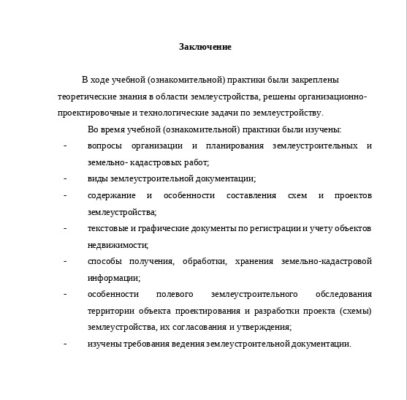 Заключение
В ходе учебной (ознакомительной) практики были закреплены
теоретические знания в области землеустройства, решены организационно-
проектировочные и технологические задачи по землеустройству.
Во время учебной (ознакомительной) практики были изучены:
- вопросы организации и планирования землеустроительных и
земельно- кадастровых работ;
- виды землеустроительной документации;
- содержание и особенности составления схем и проектов
землеустройства;
- текстовые и графические документы по регистрации и учету объектов
недвижимости;
- способы получения, обработки, хранения земельно-кадастровой
информации;
- особенности полевого землеустроительного обследования
территории объекта проектирования и разработки проекта (схемы)
землеустройства, их согласования и утверждения;
- изучены требования ведения землеустроительной документации.